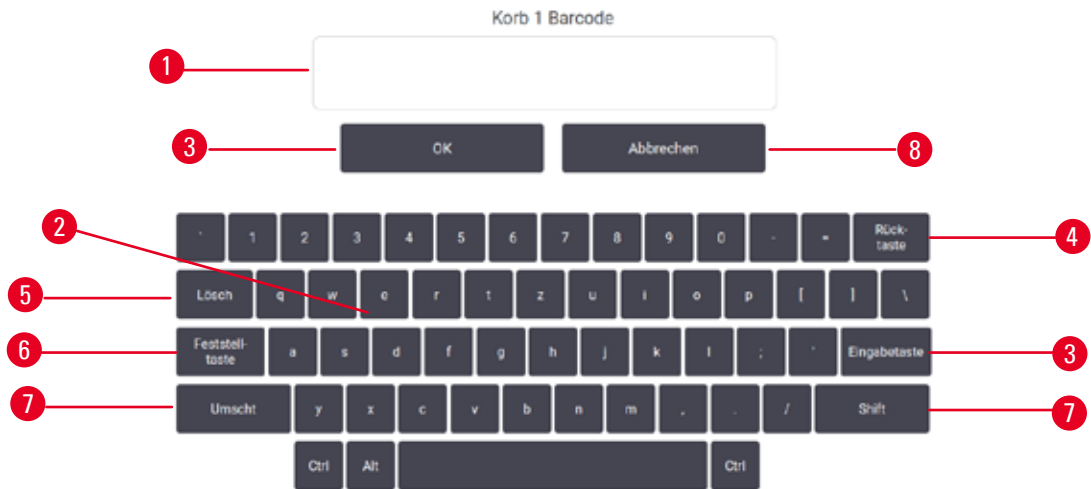 Korb 1 Barcode
1
3 OK Abbrechen 8
2
` 1 2 3 4 5 6 7 8 9 0 - = Rück-
taste 4
5 Lösch q w e r t z u i o p [ ] \
6 Feststell-
taste a s d f g h j k l ; ' Eingabetaste 3
7 Umscht y x c v b n m , . / Shift 7
Ctrl Alt Ctrl